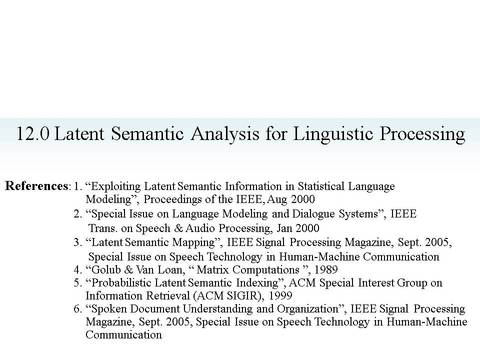 12.0 Latent Semantic Analysis for Linguistic Processing
References: 1. “Exploiting Latent Semantic Information in Statistical Language
Modeling”, Proceedings of the IEEE, Aug 2000
2. “Special Issue on Language Modeling and Dialogue Systems”, IEEE
Trans. on Speech & Audio Processing, Jan 2000
3. “Latent Semantic Mapping”, IEEE Signal Processing Magazine, Sept. 2005,
Special Issue on Speech Technology in Human-Machine Communication
4. “Golub & Van Loan, “ Matrix Computations ”, 1989
5. “Probabilistic Latent Semantic Indexing”, ACM Special Interest Group on
Information Retrieval (ACM SIGIR), 1999
6. “Spoken Document Understanding and Organization”, IEEE Signal Processing
Magazine, Sept. 2005, Special Issue on Speech Technology in Human-Machine
Communication